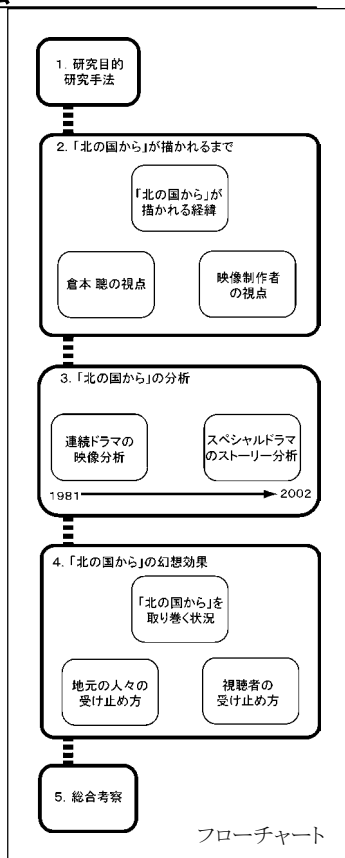 1. 研究目的
研究手法
2. 「北の国から」が描かれるまで
「北の国から」が
描かれる経緯
倉本 聰の視点
映像制作者
の視点
3. 「北の国から」の分析
連続ドラマの
映像分析
スペシャルドラマ
のストーリー分析
1981
2002
4. 「北の国から」の幻想効果
「北の国から」を
取り巻く状況
地元の人々の
受け止め方
視聴者の
受け止め方
5. 総合考察
フローチャート